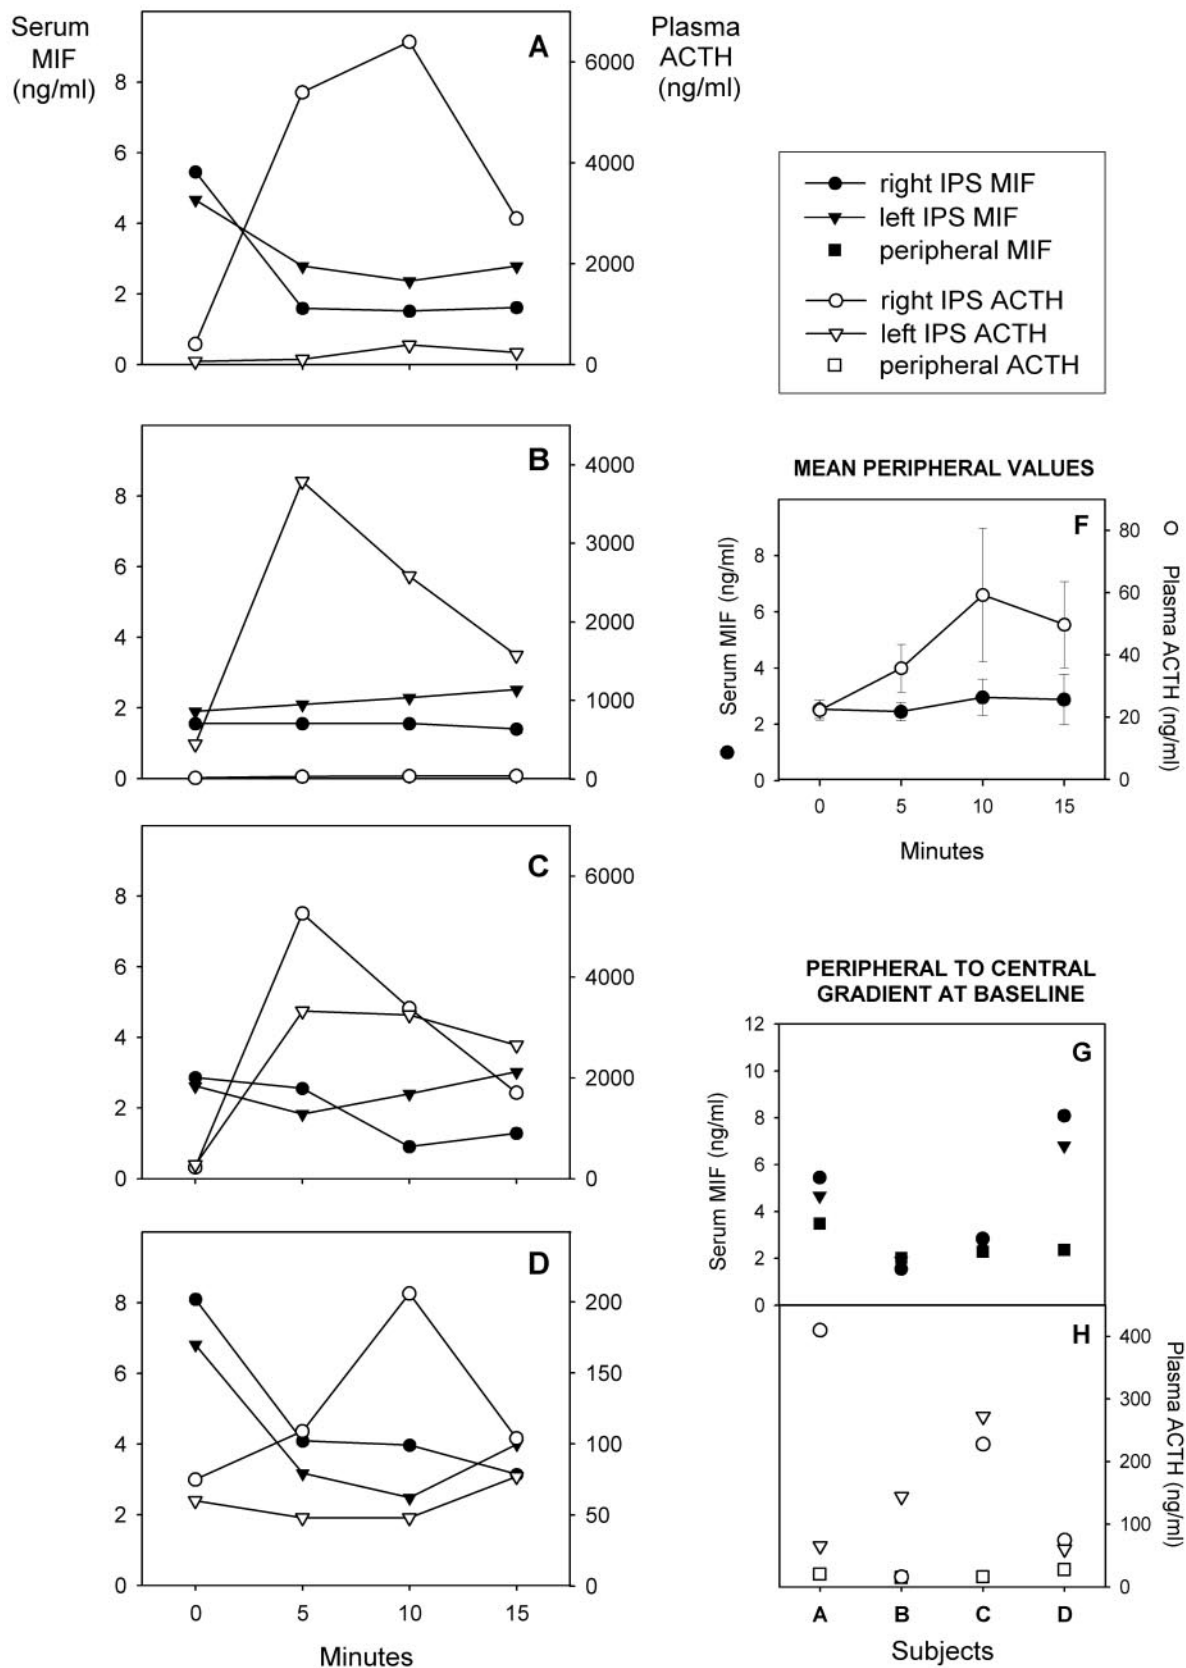 Serum
MIF
(ng/ml)
Plasma
ACTH
(ng/ml)
A
8
6
4
2
0
6000
4000
2000
0
right IPS MIF
left IPS MIF
peripheral MIF
right IPS ACTH
left IPS ACTH
peripheral ACTH
B
8
6
4
2
0
4000
3000
2000
1000
0
MEAN PERIPHERAL VALUES
F
Serum MIF (ng/ml)
8
6
4
2
0
80
60
40
20
0
Plasma ACTH (ng/ml)
0 5 10 15
Minutes
C
8
6
4
2
0
6000
4000
2000
0
D
8
6
4
2
0
200
150
100
50
0
0 5 10 15
Minutes
PERIPHERAL TO CENTRAL
GRADIENT AT BASELINE
G
Serum MIF (ng/ml)
12
10
8
6
4
2
0
H
400
300
200
100
0
Plasma ACTH (ng/ml)
A B C D
Subjects